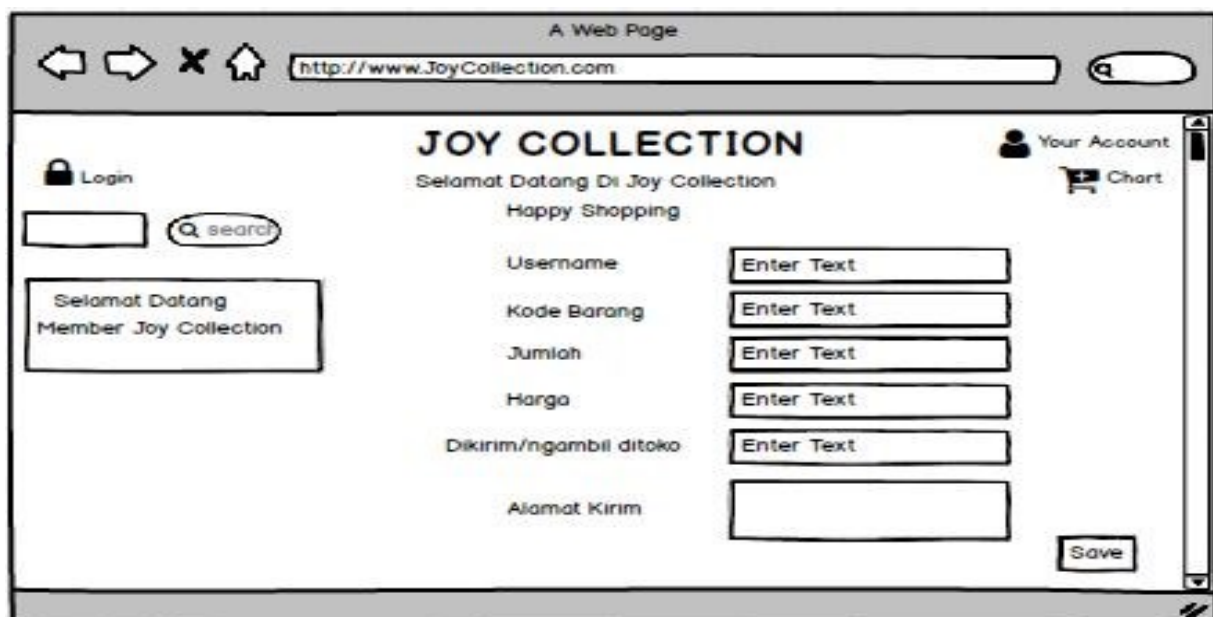 A Web Page
http://www.JoyCollection.com
JOY COLLECTION
Your Account
Login
Selamat Datang Di Joy Collection
Chart
Happy Shopping
search
Username
Enter Text
Selamat Datang
Member Joy Collection
Kode Barang
Enter Text
Jumlah
Enter Text
Harga
Enter Text
Dikirim/ngambil ditoko
Enter Text
Alamat Kirim
Save